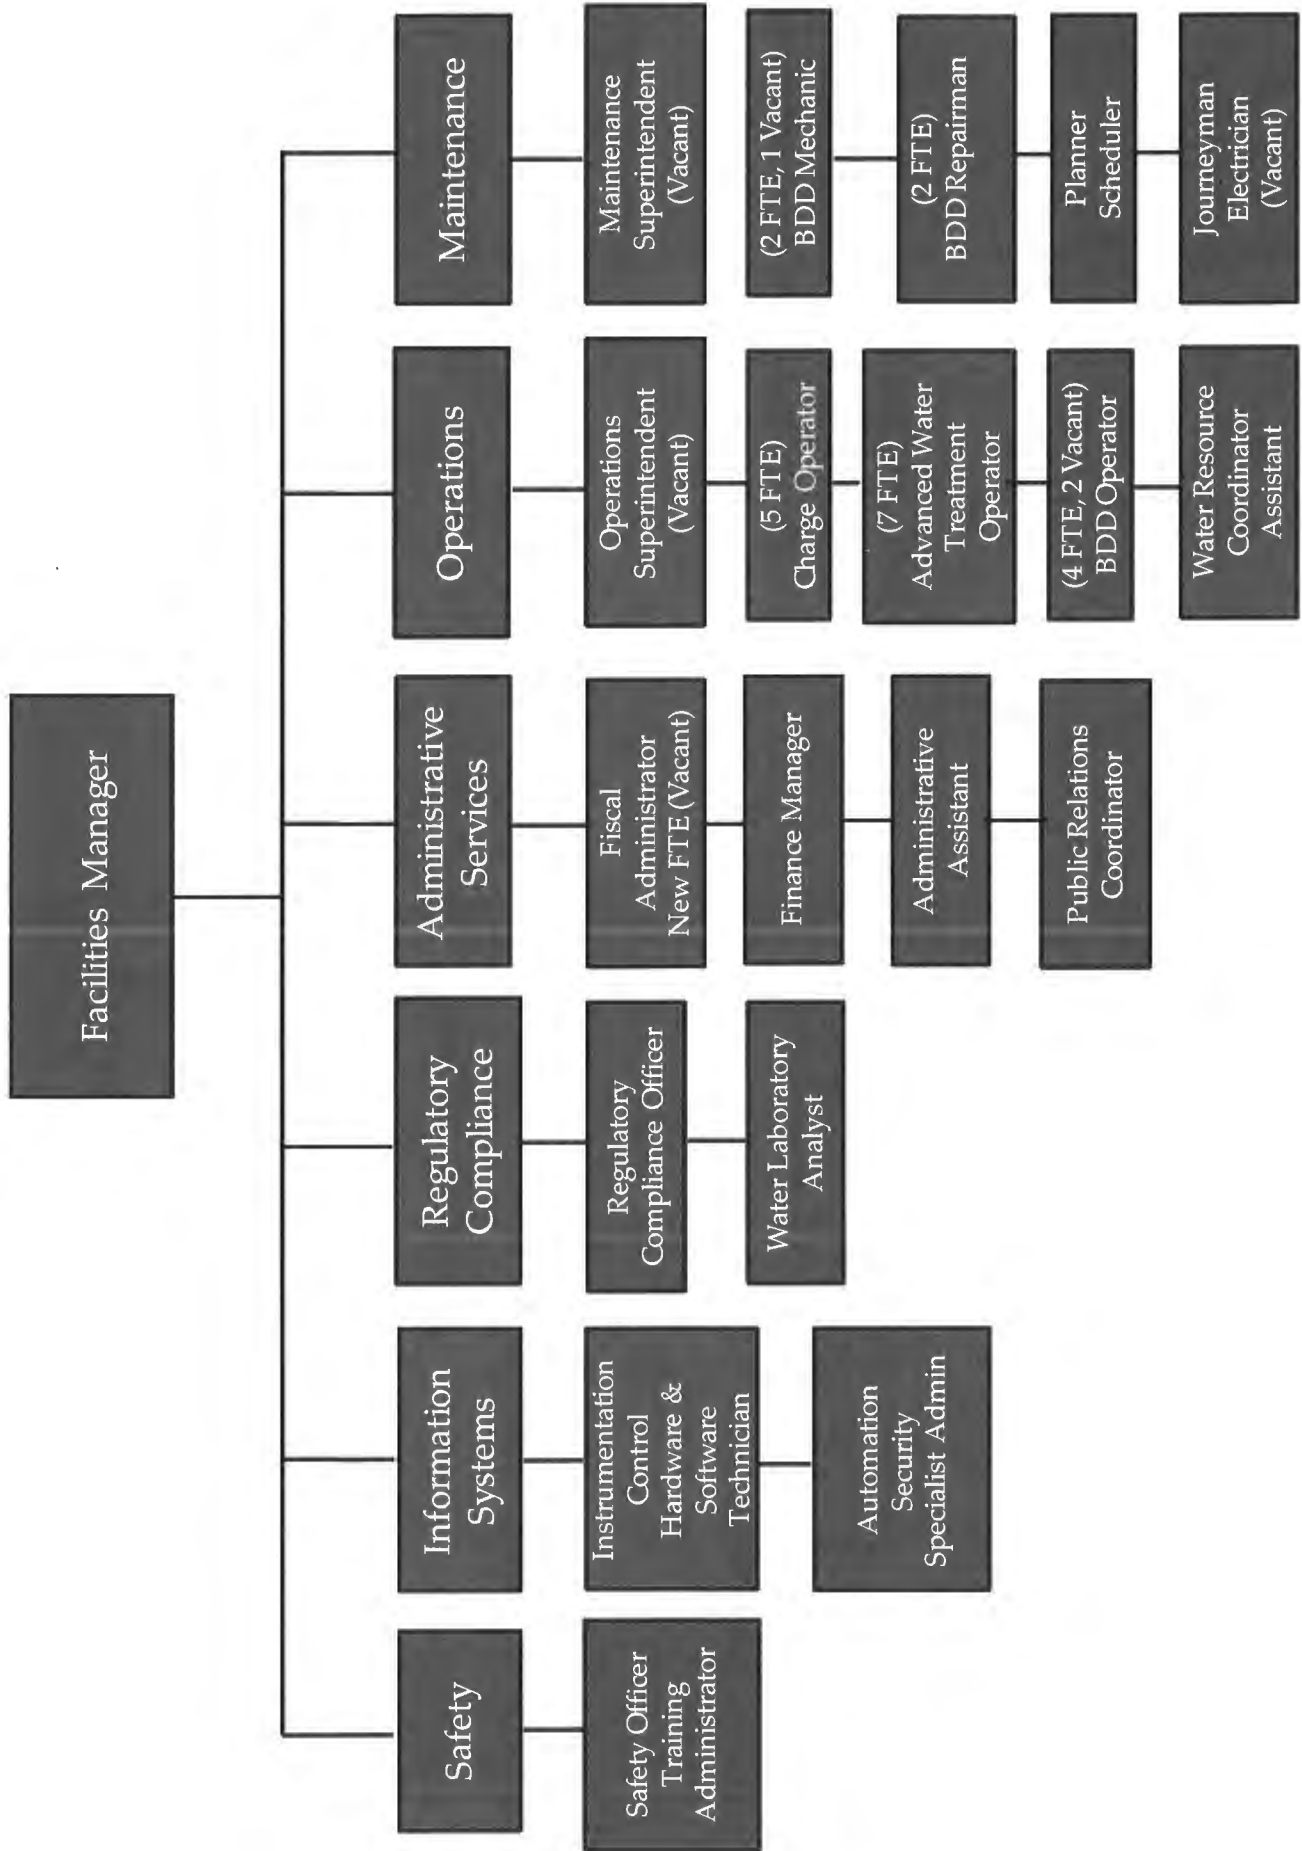 Facilities Manager
Safety
Information
Systems
Regulatory
Compliance
Administrative
Services
Operations
Maintenance
Safety Officer
Training
Administrator
Instrumentation
Control
Hardware &
Software
Technician
Automation
Security
Specialist Admin
Regulatory
Compliance Officer
Water Laboratory
Analyst
Fiscal
Administrator
New FTE (Vacant)
Finance Manager
Administrative
Assistant
Public Relations
Coordinator
Operations
Superintendent
(Vacant)
(5 FTE)
Charge Operator
(7 FTE)
Advanced Water
Treatment
Operator
(4 FTE, 2 Vacant)
BDD Operator
Water Resource
Coordinator
Assistant
Maintenance
Superintendent
(Vacant)
(2 FTE, 1 Vacant)
BDD Mechanic
(2 FTE)
BDD Repairman
Planner
Scheduler
Journeyman
Electrician
(Vacant)